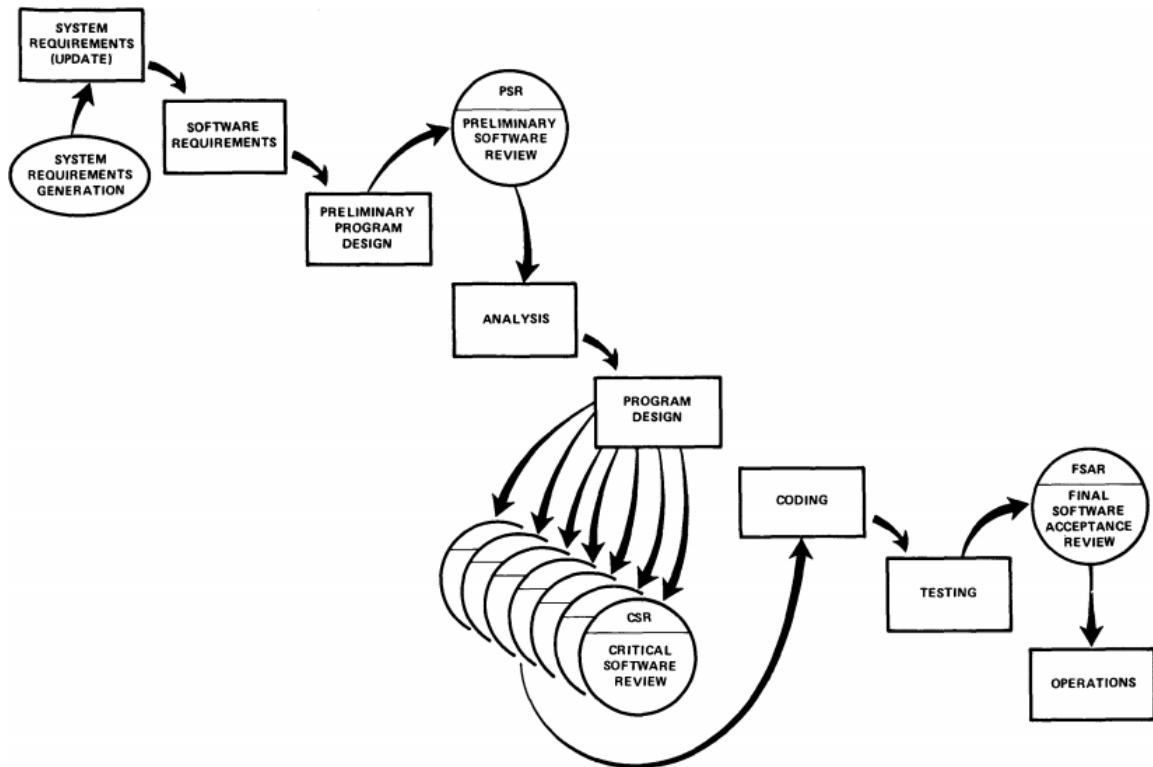 SYSTEM
REQUIREMENTS
(UPDATE)
SYSTEM
REQUIREMENTS
GENERATION
SOFTWARE
REQUIREMENTS
PRELIMINARY
PROGRAM
DESIGN
PSR
PRELIMINARY
SOFTWARE
REVIEW
ANALYSIS
PROGRAM
DESIGN
CSR
CRITICAL
SOFTWARE
REVIEW
CODING
TESTING
FSAR
FINAL
SOFTWARE
ACCEPTANCE
REVIEW
OPERATIONS